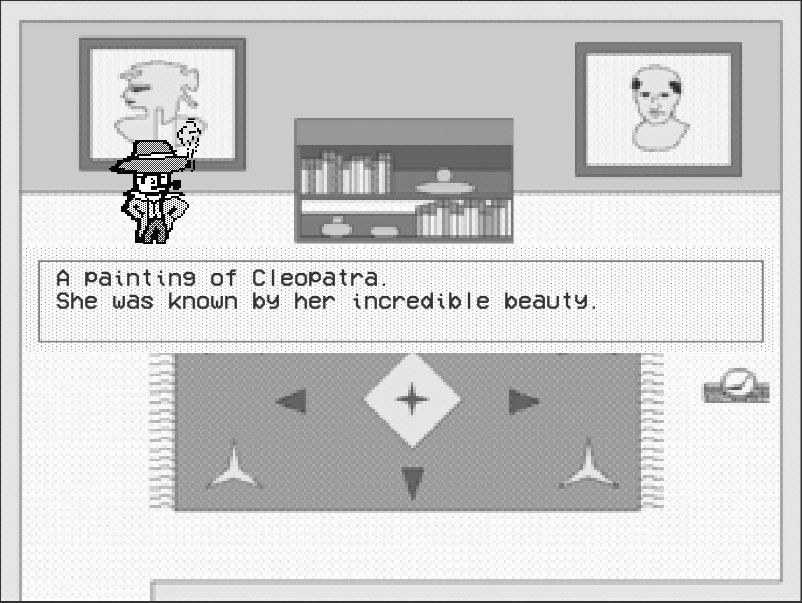 A painting of Cleopatra.
She was known by her incredible beauty.